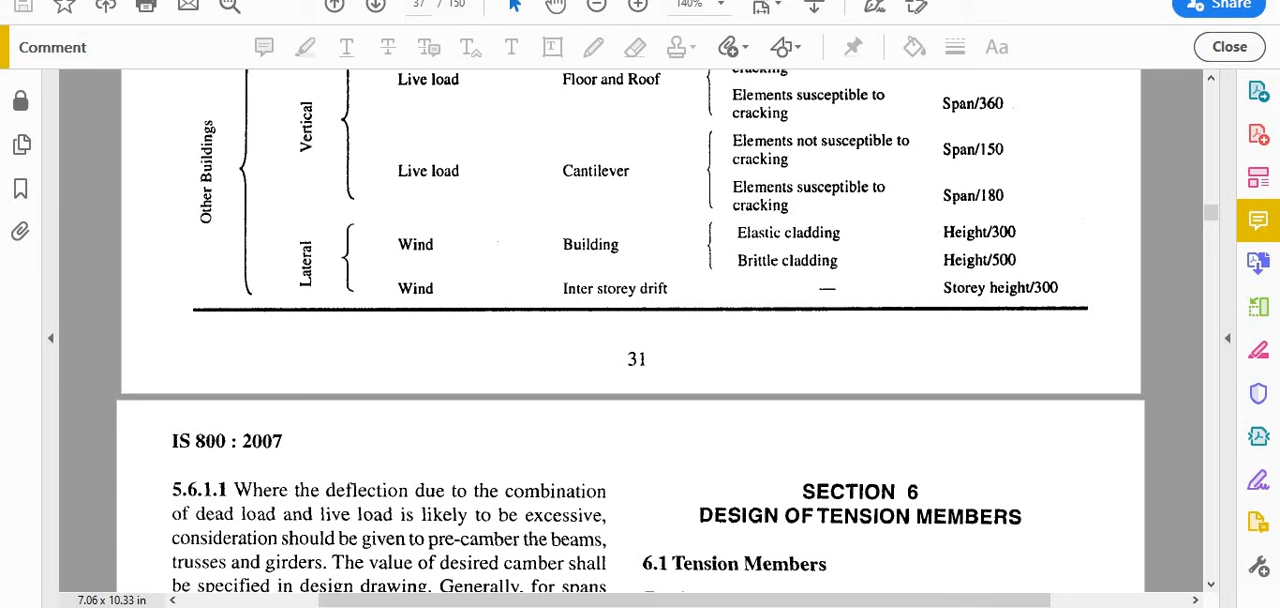 37 / 150
140%
Share
Comment
Close
Live load Floor and Roof cracking
Elements susceptible to cracking Span/360
Elements not susceptible to cracking Span/150
Live load Cantilever
Elements susceptible to cracking Span/180
Vertical
Other Buildings
Lateral
Wind Building Elastic cladding Height/300
Brittle cladding Height/500
Wind Inter storey drift — Storey height/300
31
IS 800 : 2007
5.6.1.1 Where the deflection due to the combination
of dead load and live load is likely to be excessive,
consideration should be given to pre-camber the beams,
trusses and girders. The value of desired camber shall
be specified in design drawing. Generally, for spans
SECTION 6
DESIGN OF TENSION MEMBERS
6.1 Tension Members
7.06 x 10.33 in